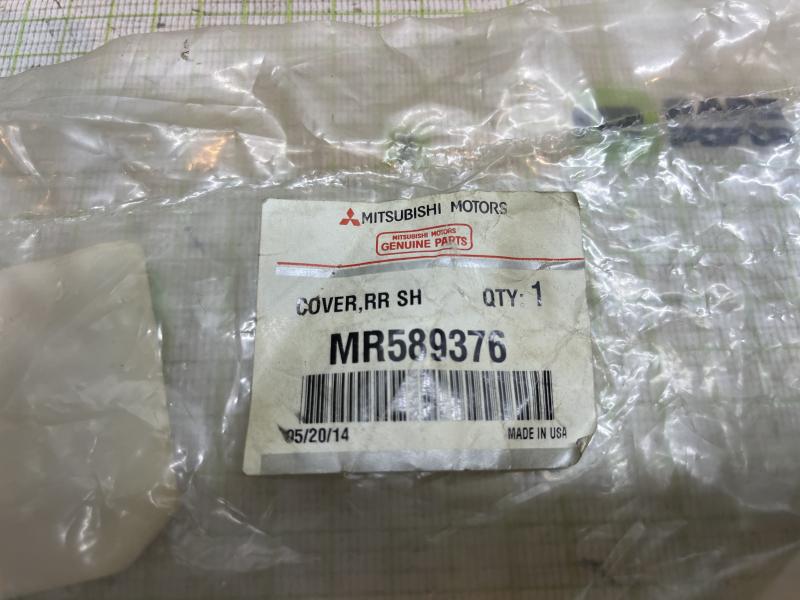 MITSUBISHI MOTORS
MITSUBISHI MOTORS
GENUINE PARTS
COVER,RR SH QTY: 1
MR589376
05/20/14 MADE IN USA